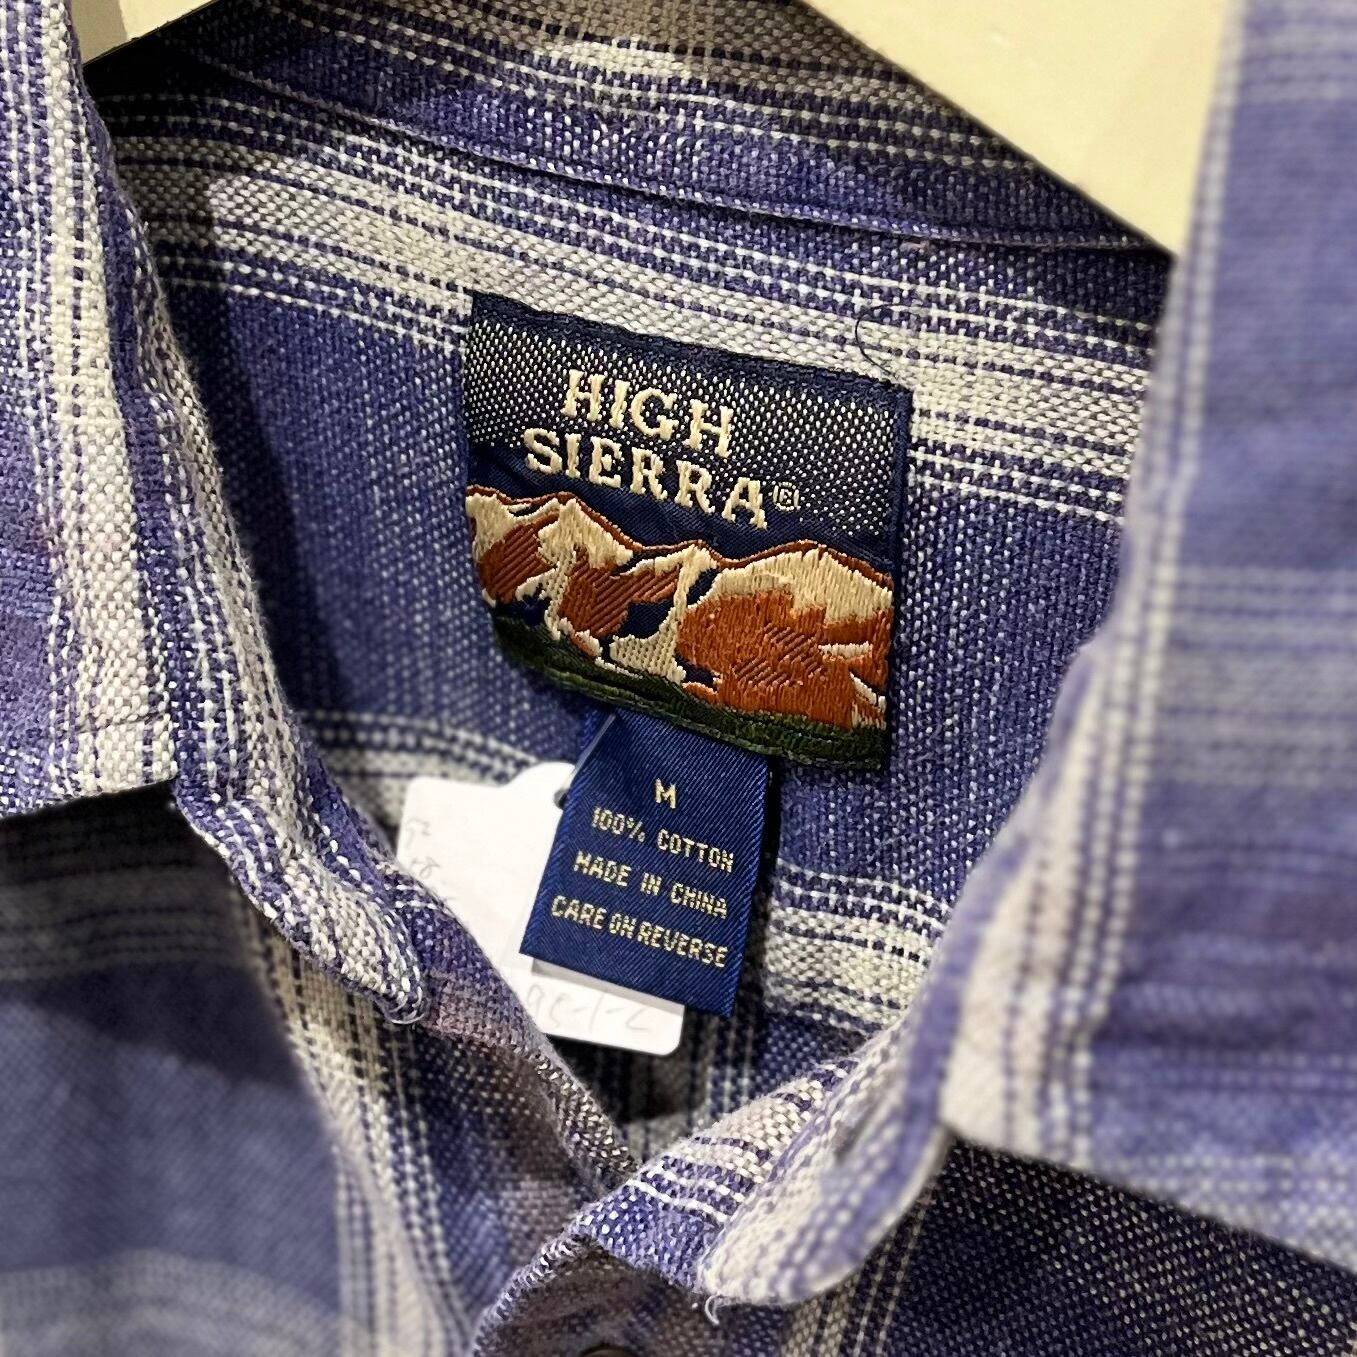 HIGH
SIERRA®
M
100% COTTON
MADE IN CHINA
CARE ON REVERSE